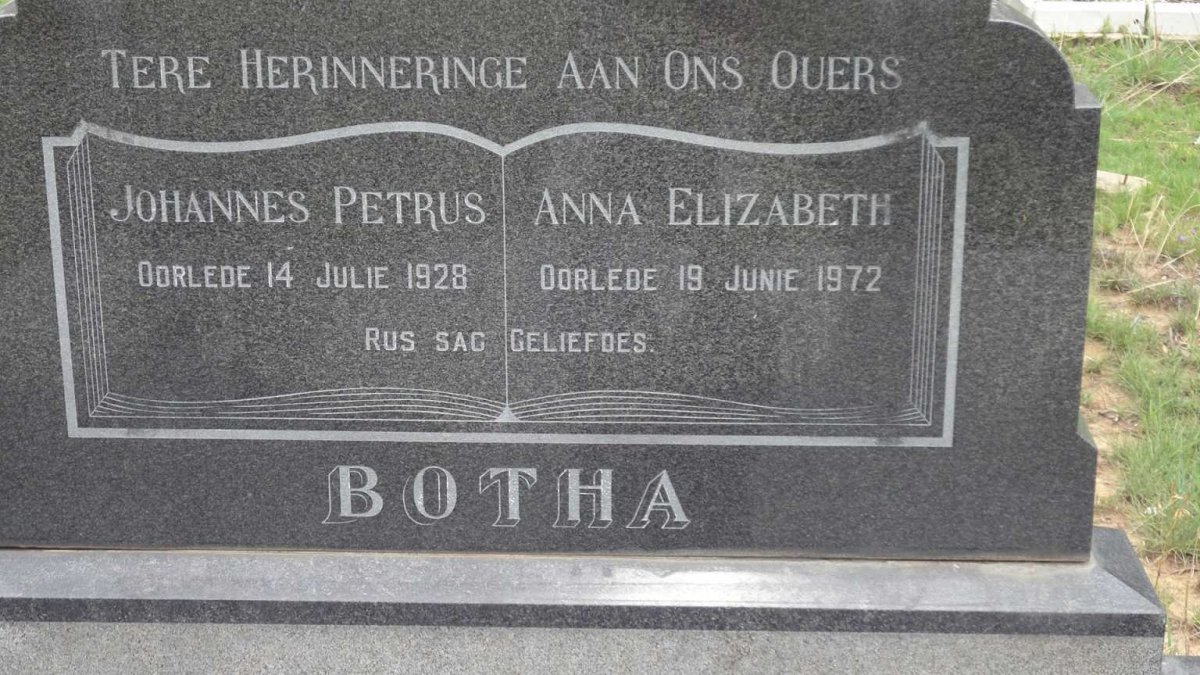 Tere Herinneringe Aan Ons Ouers
Johannes Petrus
Oorlede 14 Julie 1928
Anna Elizabeth
Oorlede 19 Junie 1972
Rus sag Geliefdes.
BOTHA